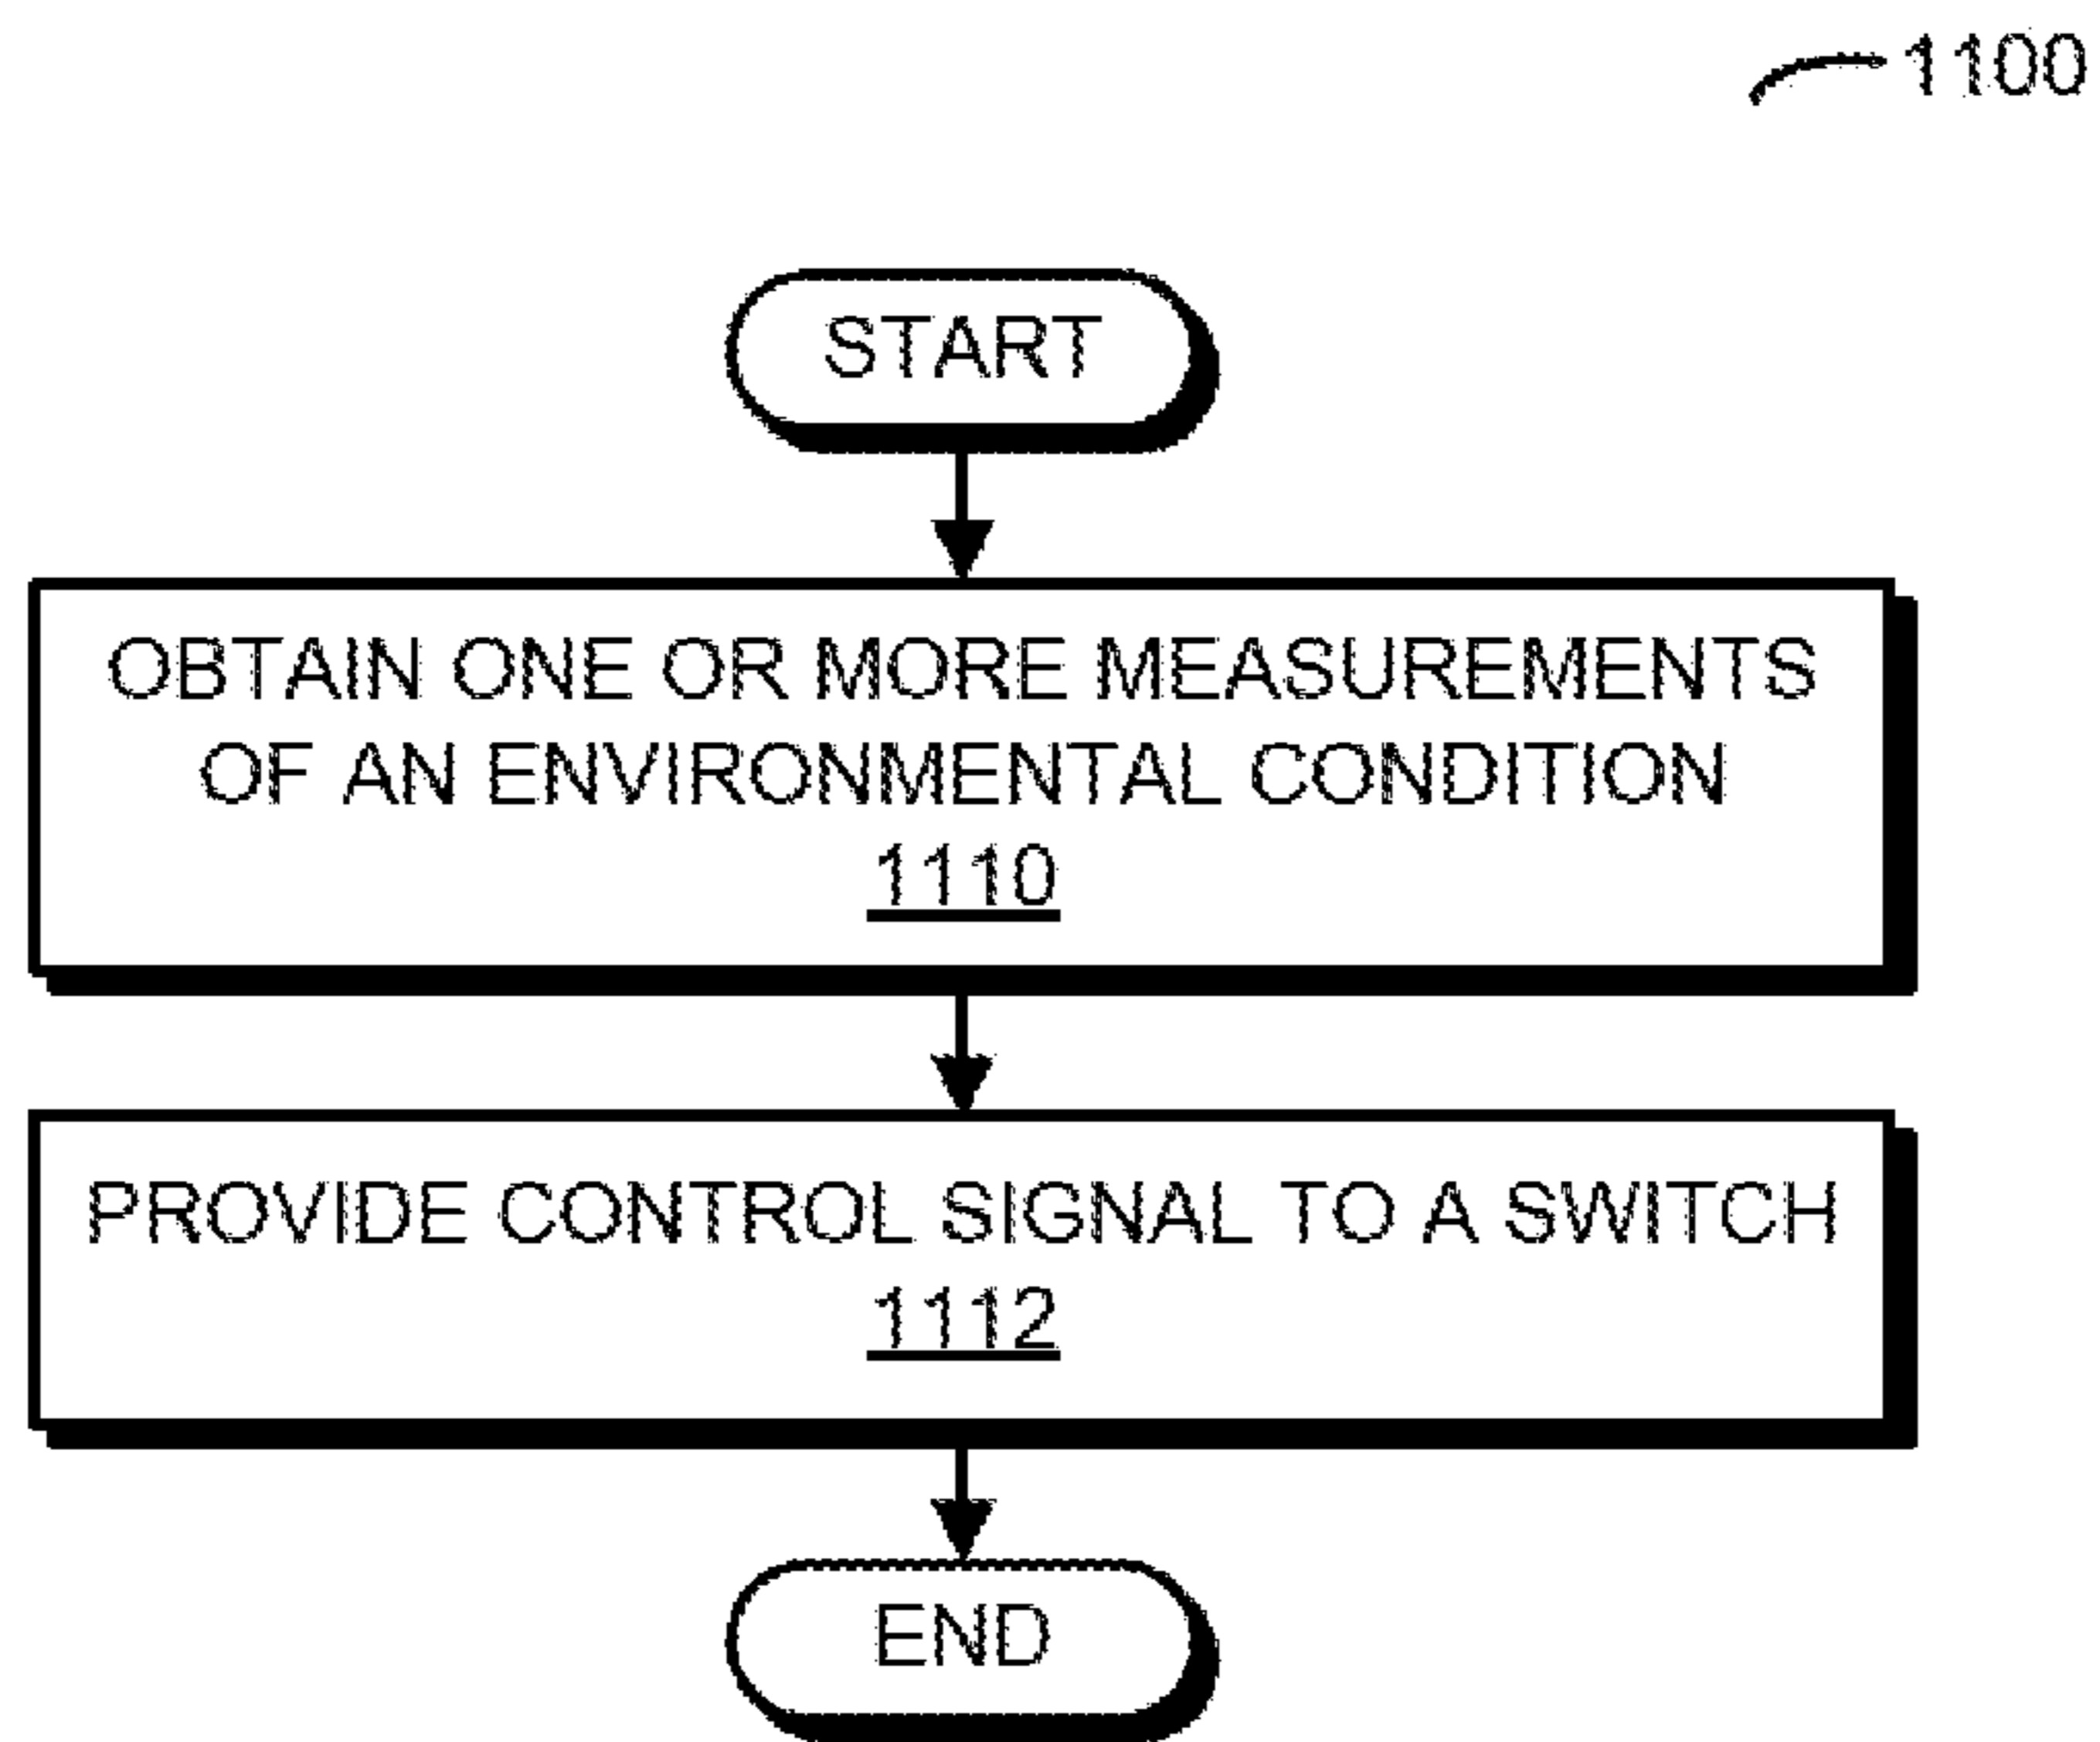 1100
START
OBTAIN ONE OR MORE MEASUREMENTS
OF AN ENVIRONMENTAL CONDITION
1110
PROVIDE CONTROL SIGNAL TO A SWITCH
1112
END